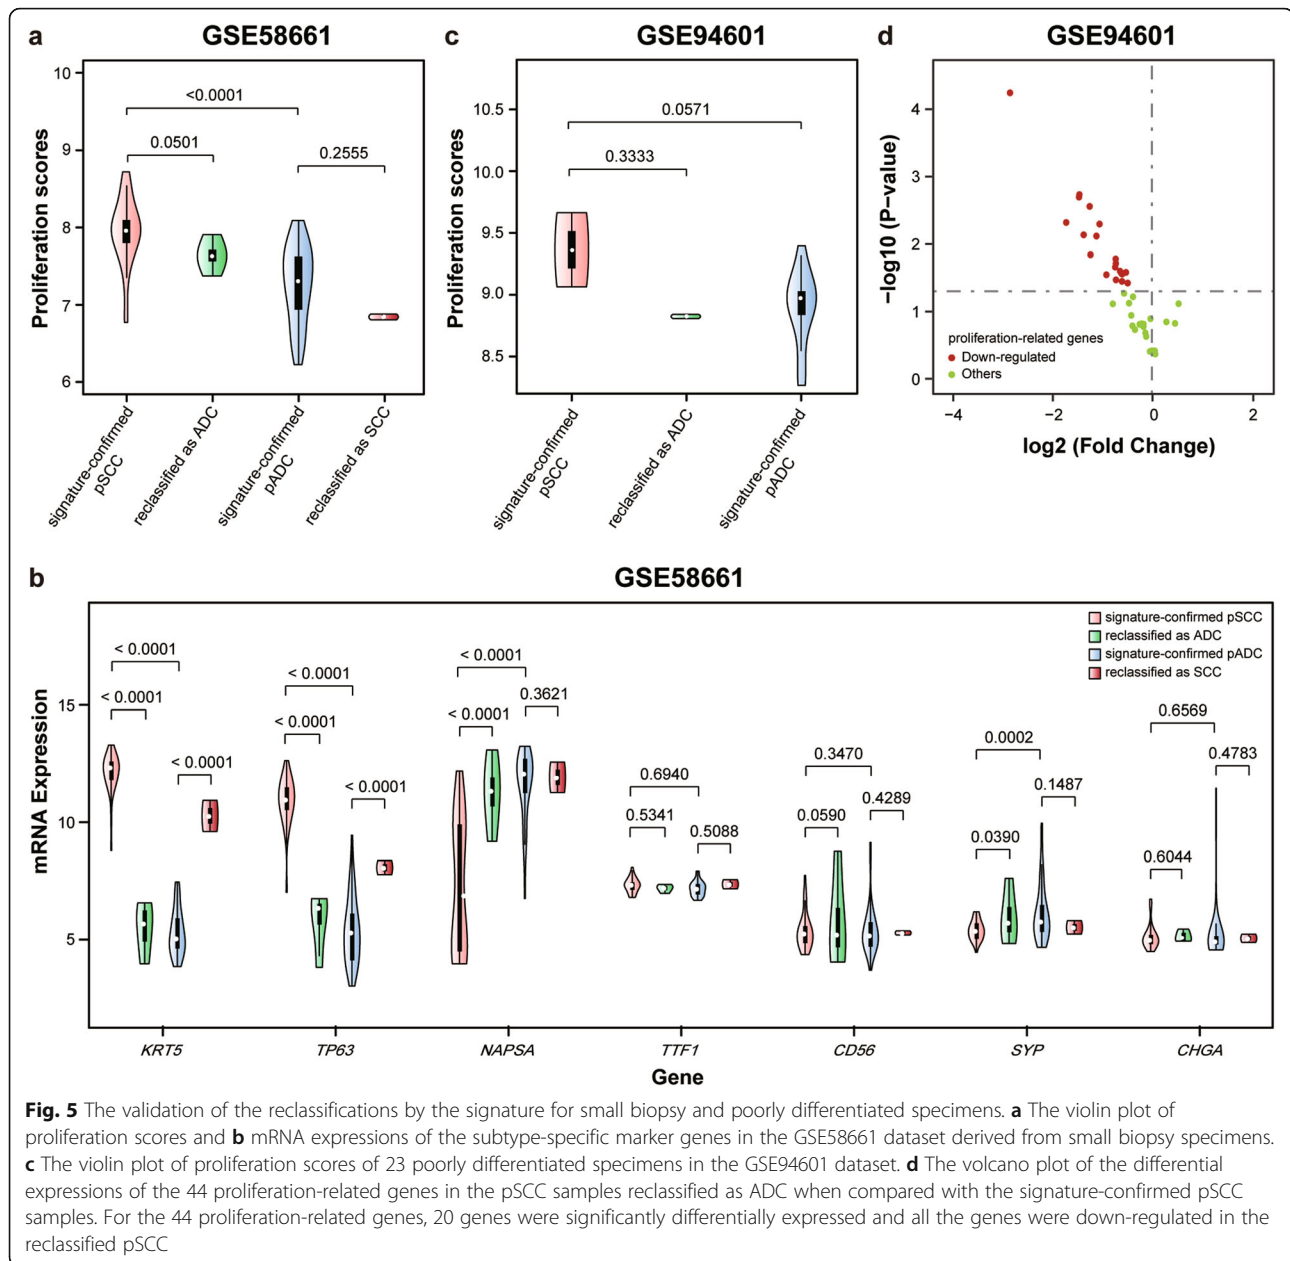 a
GSE58661
Proliferation scores
10
9
8
7
6
<0.0001
0.0501
0.2555
signature-confirmed
pSCC
reclassified as ADC
signature-confirmed
pADC
reclassified as SCC
c
GSE94601
Proliferation scores
10.5
10.0
9.5
9.0
8.5
0.0571
0.3333
signature-confirmed
pSCC
reclassified as ADC
signature-confirmed
pADC
d
GSE94601
−log10 (P−value)
4
3
2
1
0
proliferation-related genes
Down-regulated
Others
−4
−2
0
2
log2 (Fold Change)
b
GSE58661
mRNA Expression
15
10
5
signature-confirmed pSCC
reclassified as ADC
signature-confirmed pADC
reclassified as SCC
< 0.0001
< 0.0001
< 0.0001
< 0.0001
< 0.0001
< 0.0001
< 0.0001
< 0.0001
0.3621
0.6940
0.5341
0.5088
0.3470
0.0590
0.4289
0.0002
0.0390
0.1487
0.6569
0.6044
0.4783
KRT5
TP63
NAPSA
TTF1
CD56
SYP
CHGA
Gene
Fig. 5 The validation of the reclassifications by the signature for small biopsy and poorly differentiated specimens. a The violin plot of
proliferation scores and b mRNA expressions of the subtype-specific marker genes in the GSE58661 dataset derived from small biopsy specimens.
c The violin plot of proliferation scores of 23 poorly differentiated specimens in the GSE94601 dataset. d The volcano plot of the differential
expressions of the 44 proliferation-related genes in the pSCC samples reclassified as ADC when compared with the signature-confirmed pSCC
samples. For the 44 proliferation-related genes, 20 genes were significantly differentially expressed and all the genes were down-regulated in the
reclassified pSCC